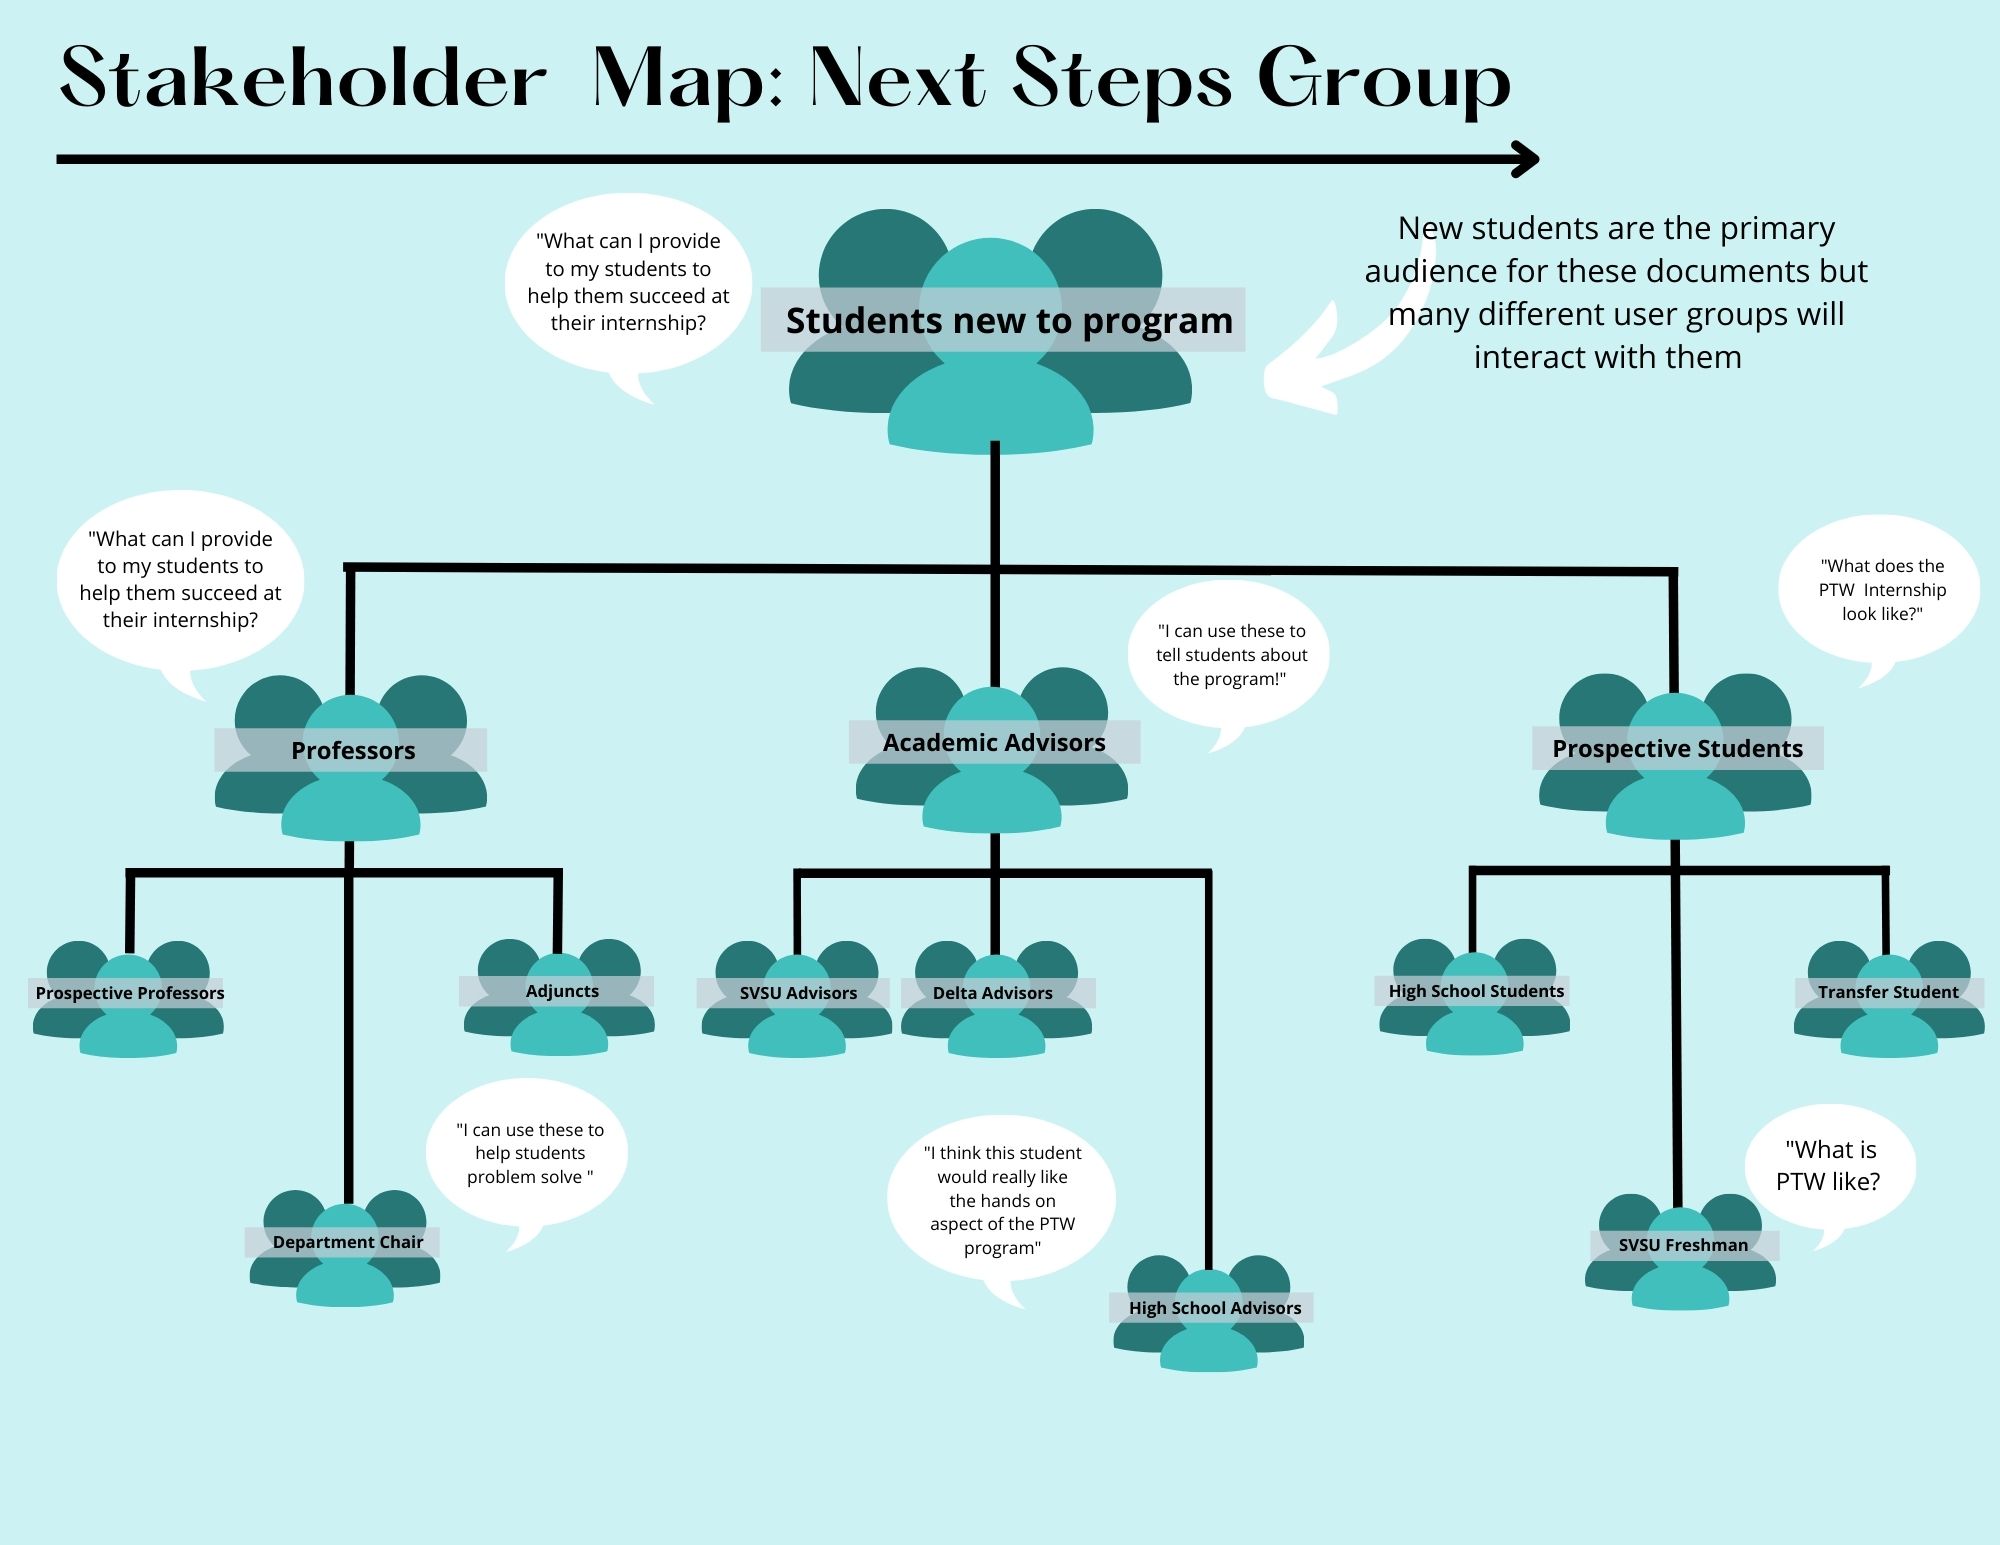 Stakeholder Map: Next Steps Group
"What can I provide
to my students to
help them succeed at
their internship?
Students new to program
New students are the primary
audience for these documents but
many different user groups will
interact with them
"What can I provide
to my students to
help them succeed at
their internship?
"I can use these to
tell students about
the program!"
"What does the
PTW Internship
look like?"
Professors
Academic Advisors
Prospective Students
Prospective Professors
Adjuncts
SVSU Advisors
Delta Advisors
High School Students
Transfer Student
"I can use these to
help students
problem solve "
"I think this student
would really like
the hands on
aspect of the PTW
program"
"What is
PTW like?
Department Chair
SVSU Freshman
High School Advisors